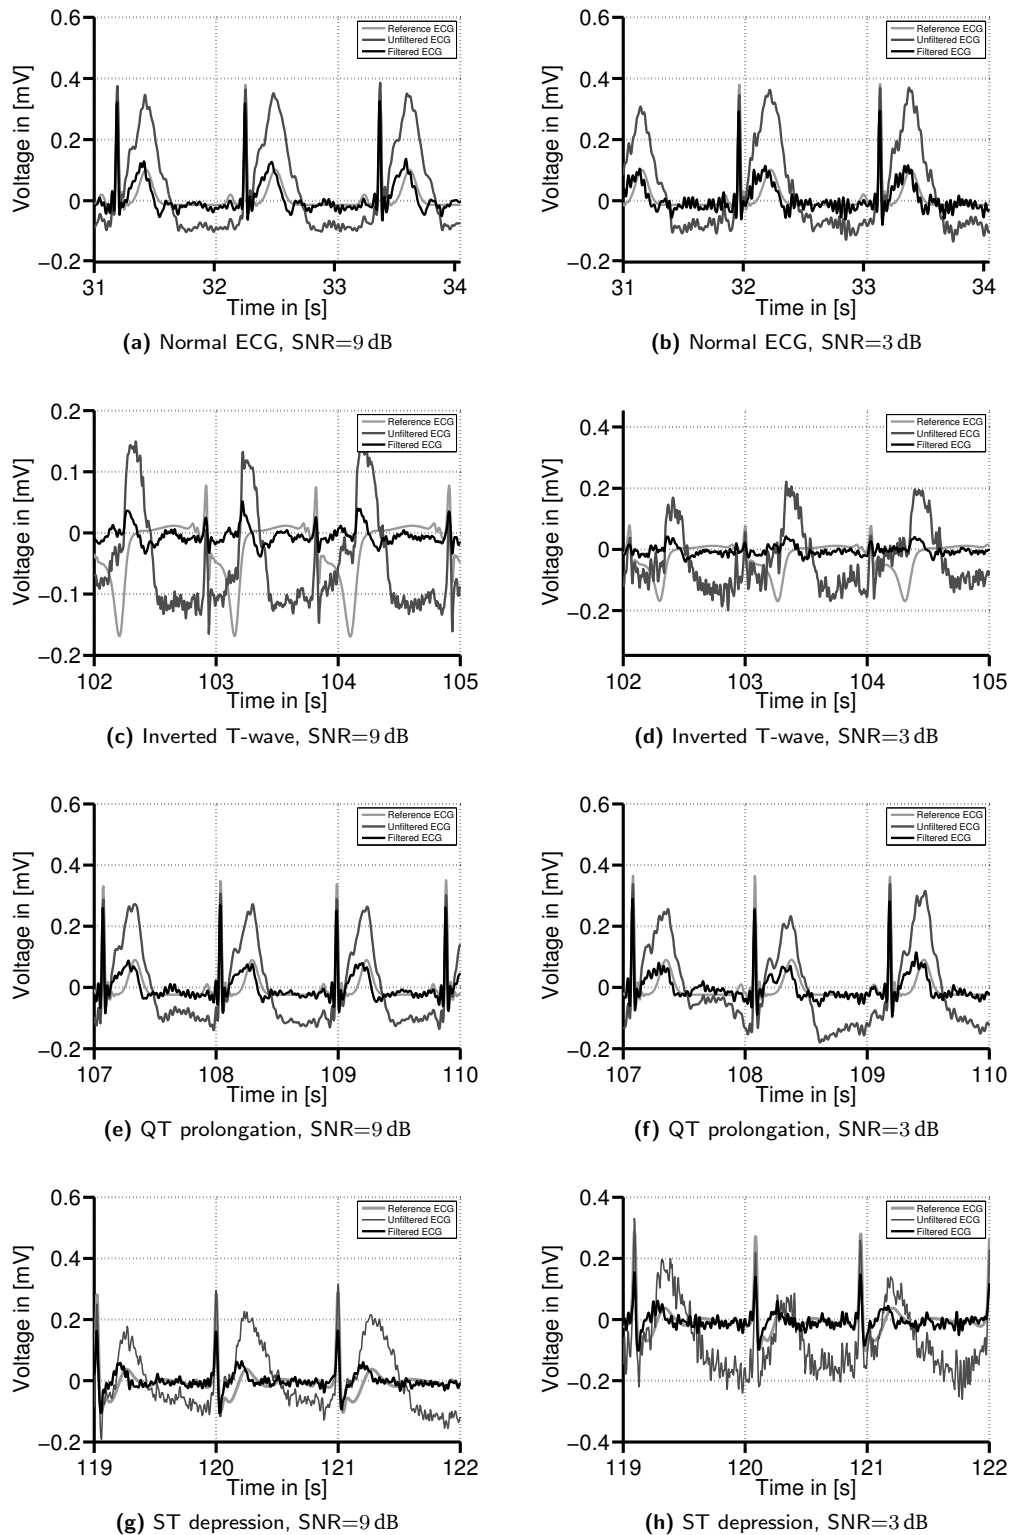 0.6
0.4
0.2
0
−0.2
Voltage in [mV]
Reference ECG
Unfiltered ECG
Filtered ECG
31 32 33 34
Time in [s]
(a) Normal ECG, SNR=9 dB
0.6
0.4
0.2
0
−0.2
Voltage in [mV]
Reference ECG
Unfiltered ECG
Filtered ECG
31 32 33 34
Time in [s]
(b) Normal ECG, SNR=3 dB
0.2
0.1
0
−0.1
−0.2
Voltage in [mV]
Reference ECG
Unfiltered ECG
Filtered ECG
102 103 104 105
Time in [s]
(c) Inverted T-wave, SNR=9 dB
0.4
0.2
0
−0.2
Voltage in [mV]
Reference ECG
Unfiltered ECG
Filtered ECG
102 103 104 105
Time in [s]
(d) Inverted T-wave, SNR=3 dB
0.6
0.4
0.2
0
−0.2
Voltage in [mV]
Reference ECG
Unfiltered ECG
Filtered ECG
107 108 109 110
Time in [s]
(e) QT prolongation, SNR=9 dB
0.6
0.4
0.2
0
−0.2
Voltage in [mV]
Reference ECG
Unfiltered ECG
Filtered ECG
107 108 109 110
Time in [s]
(f) QT prolongation, SNR=3 dB
0.6
0.4
0.2
0
−0.2
Voltage in [mV]
Reference ECG
Unfiltered ECG
Filtered ECG
119 120 121 122
Time in [s]
(g) ST depression, SNR=9 dB
0.4
0.2
0
−0.2
−0.4
Voltage in [mV]
Reference ECG
Unfiltered ECG
Filtered ECG
119 120 121 122
Time in [s]
(h) ST depression, SNR=3 dB